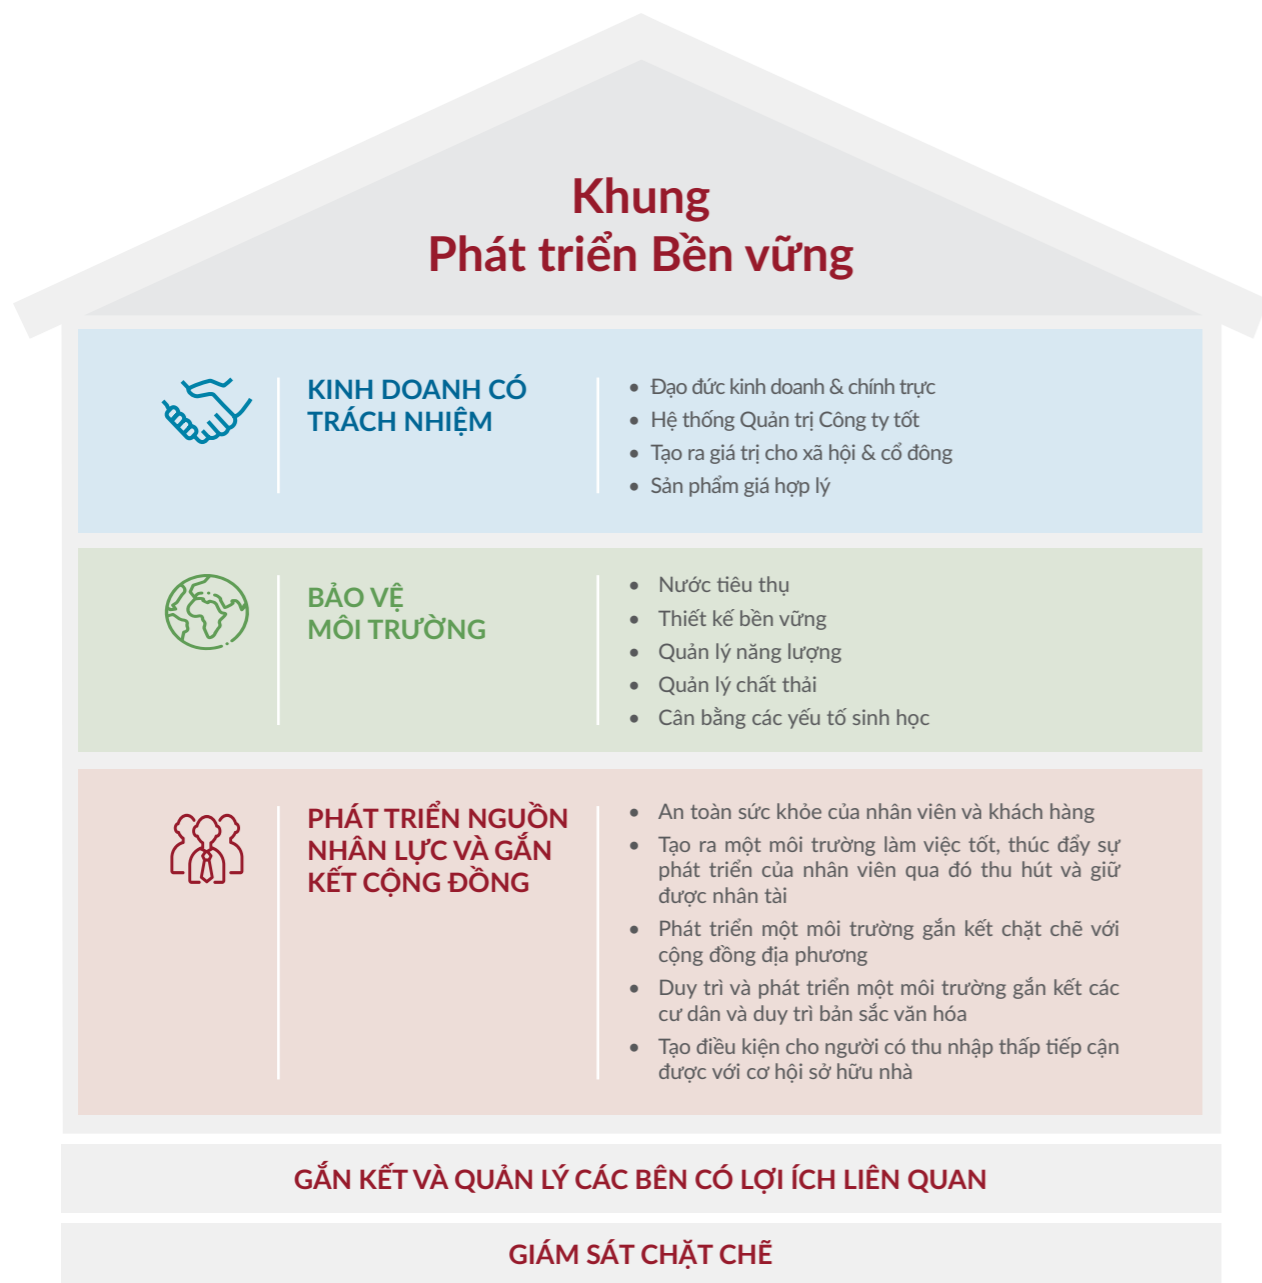 Khung
Phát triển Bền vững
KINH DOANH CÓ
TRÁCH NHIỆM
• Đạo đức kinh doanh & chính trực
• Hệ thống Quản trị Công ty tốt
• Tạo ra giá trị cho xã hội & cổ đông
• Sản phẩm giá hợp lý
BẢO VỆ
MÔI TRƯỜNG
• Nước tiêu thụ
• Thiết kế bền vững
• Quản lý năng lượng
• Quản lý chất thải
• Cân bằng các yếu tố sinh học
PHÁT TRIỂN NGUỒN
NHÂN LỰC VÀ GẮN
KẾT CỘNG ĐỒNG
• An toàn sức khỏe của nhân viên và khách hàng
• Tạo ra một môi trường làm việc tốt, thúc đẩy sự
phát triển của nhân viên qua đó thu hút và giữ
được nhân tài
• Phát triển một môi trường gắn kết chặt chẽ với
cộng đồng địa phương
• Duy trì và phát triển một môi trường gắn kết các
cư dân và duy trì bản sắc văn hóa
• Tạo điều kiện cho người có thu nhập thấp tiếp cận
được với cơ hội sở hữu nhà
GẮN KẾT VÀ QUẢN LÝ CÁC BÊN CÓ LỢI ÍCH LIÊN QUAN
GIÁM SÁT CHẶT CHẼ